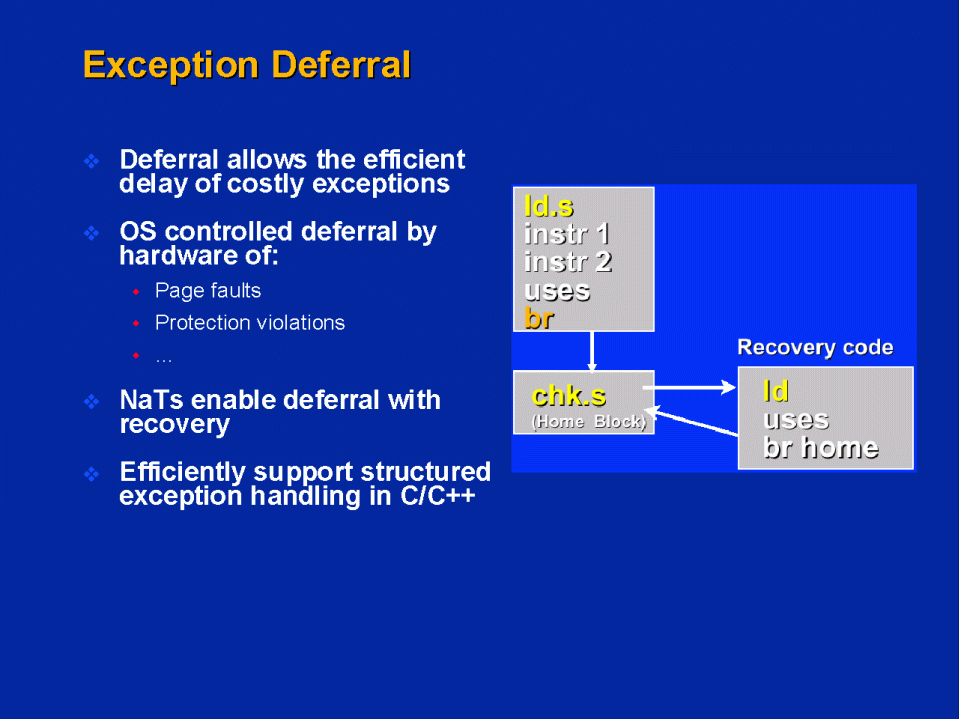 Exception Deferral
Deferral allows the efficient
delay of costly exceptions
OS controlled deferral by
hardware of:
Page faults
Protection violations
...
NaTs enable deferral with
recovery
Efficiently support structured
exception handling in C/C++
ld.s
instr 1
instr 2
uses
br
chk.s
(Home Block)
Recovery code
ld
uses
br home